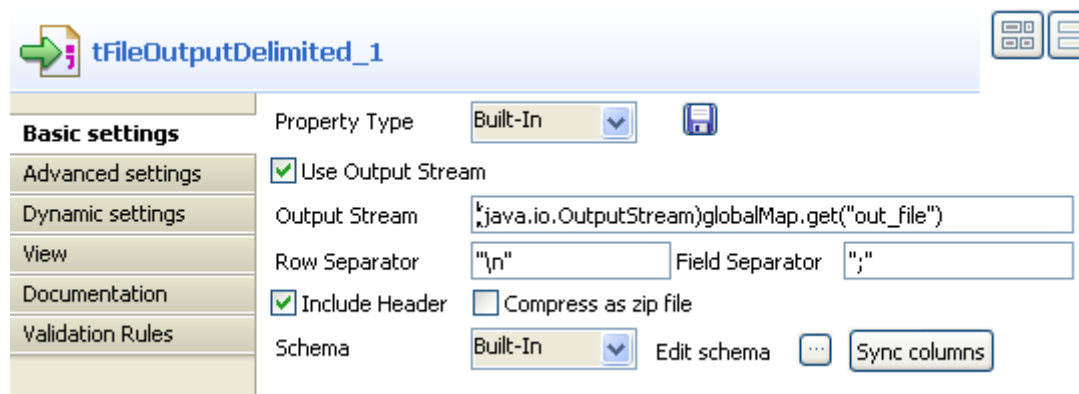 tFileOutputDelimited_1
Basic settings
Advanced settings
Dynamic settings
View
Documentation
Validation Rules
Property Type Built-In
Use Output Stream
Output Stream (java.io.OutputStream)globalMap.get("out_file")
Row Separator "\n" Field Separator ";"
Include Header Compress as zip file
Schema Built-In Edit schema ... Sync columns